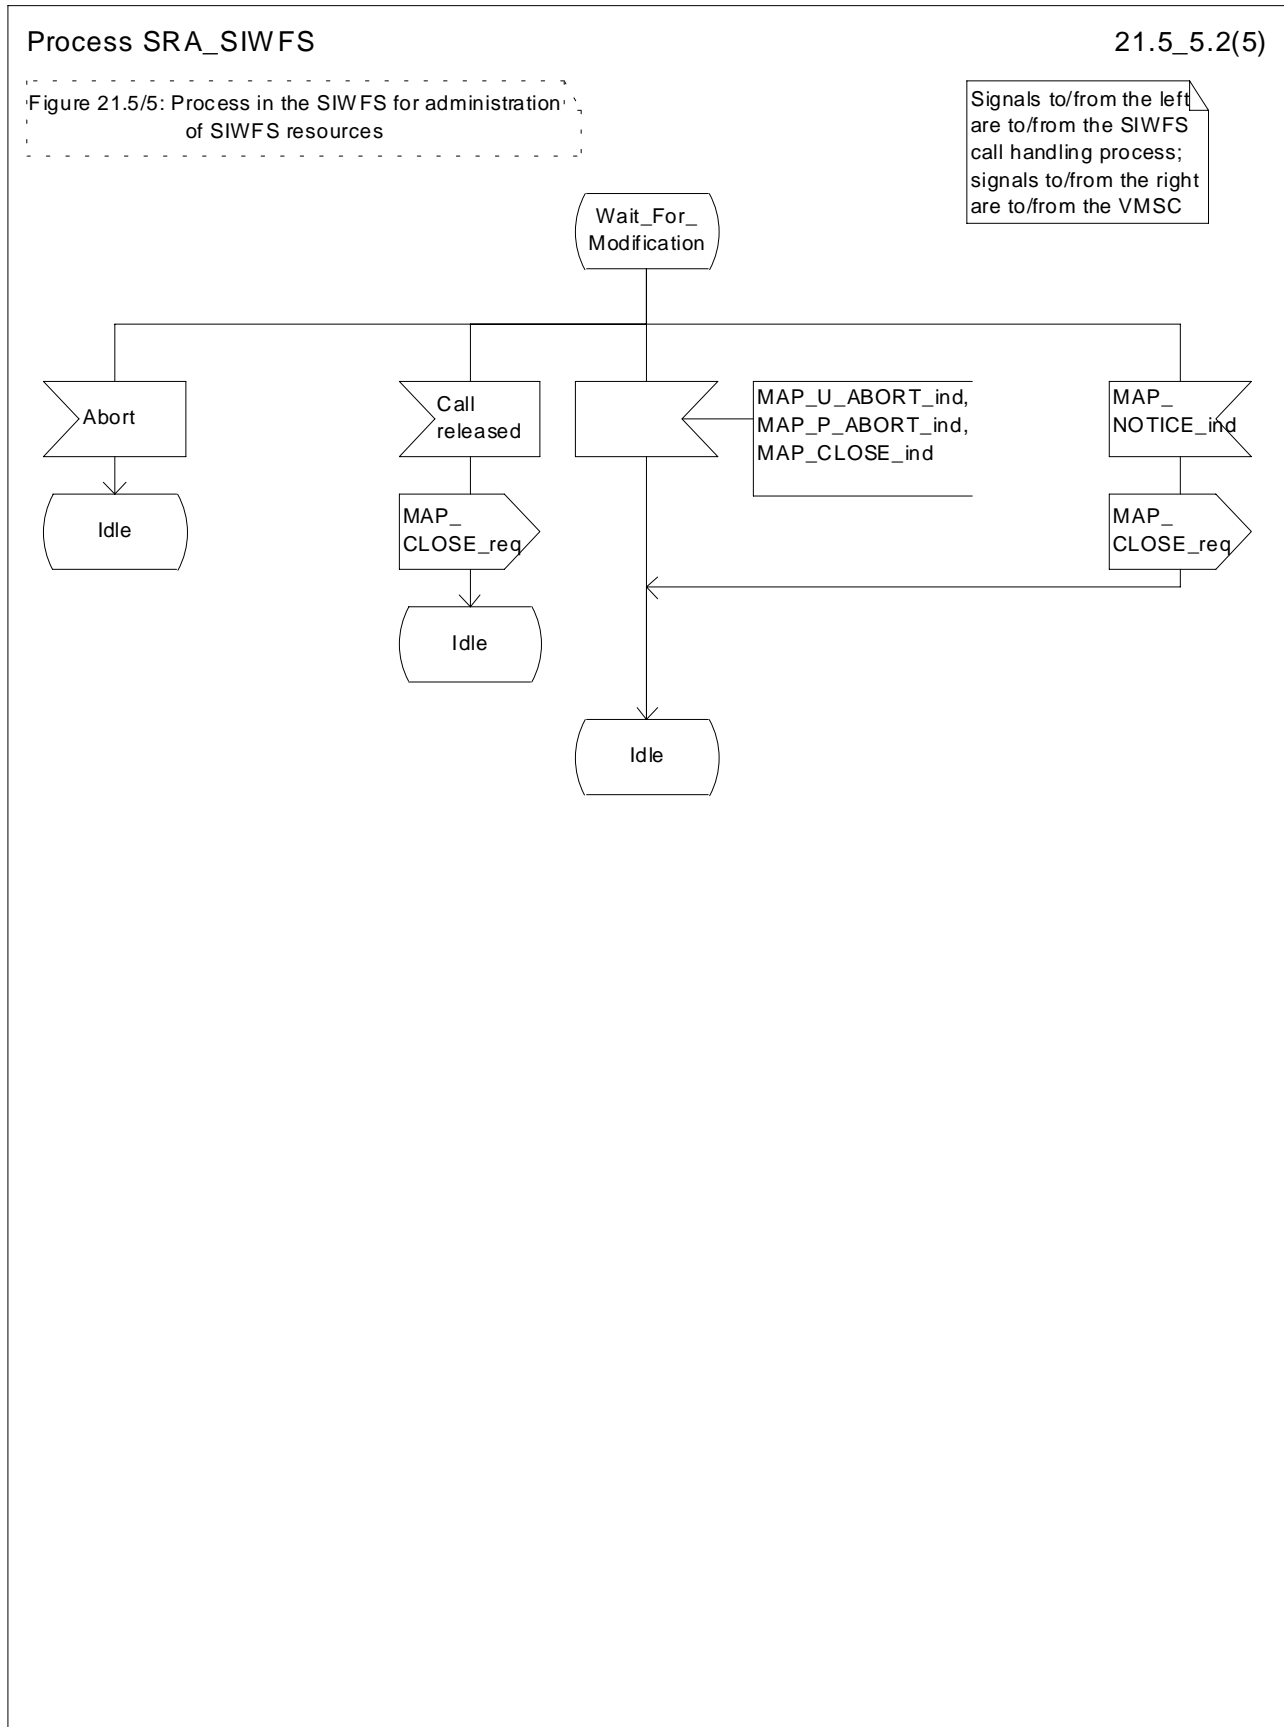 Process SRA_SIWFS
21.5_5.2(5)
Figure 21.5/5: Process in the SIWFS for administration
of SIWFS resources
Signals to/from the left
are to/from the SIWFS
call handling process;
signals to/from the right
are to/from the VMSC
Wait_For_
Modification
Abort
Call
released
MAP_U_ABORT_ind,
MAP_P_ABORT_ind,
MAP_CLOSE_ind
MAP_
NOTICE_ind
Idle
MAP_
CLOSE_req
MAP_
CLOSE_req
Idle
Idle